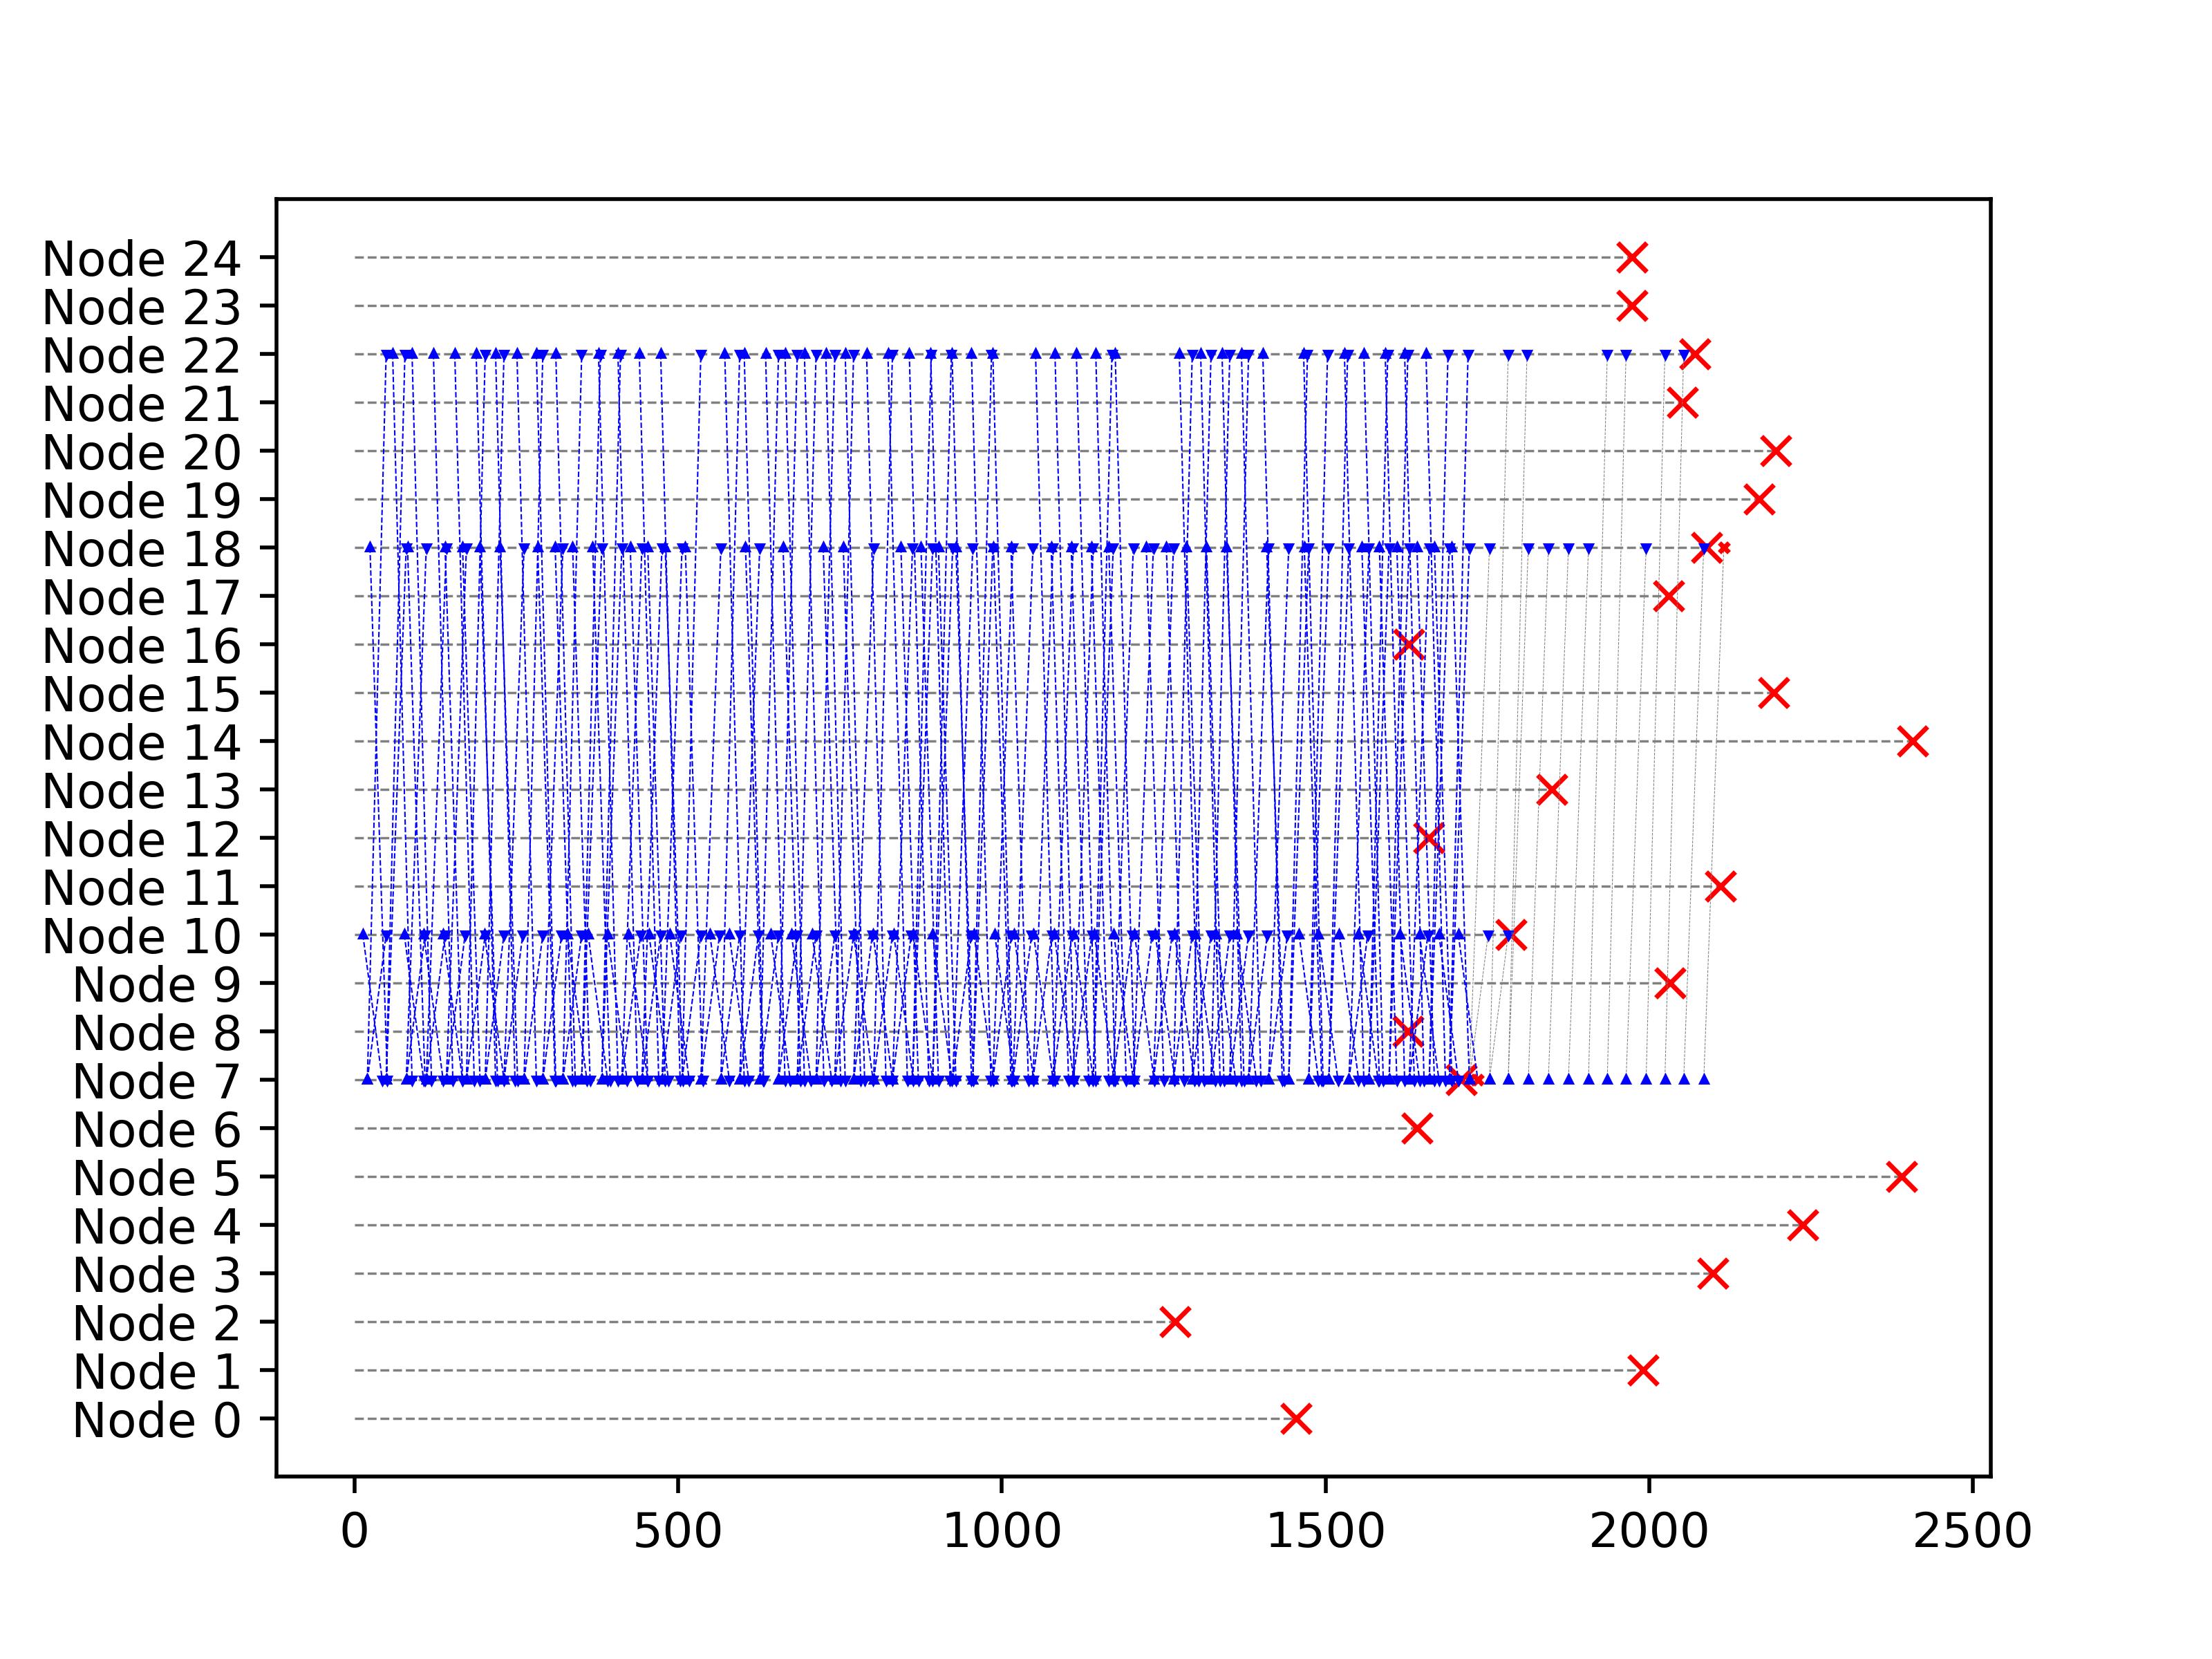 Node 24
Node 23
Node 22
Node 21
Node 20
Node 19
Node 18
Node 17
Node 16
Node 15
Node 14
Node 13
Node 12
Node 11
Node 10
Node 9
Node 8
Node 7
Node 6
Node 5
Node 4
Node 3
Node 2
Node 1
Node 0
0 500 1000 1500 2000 2500